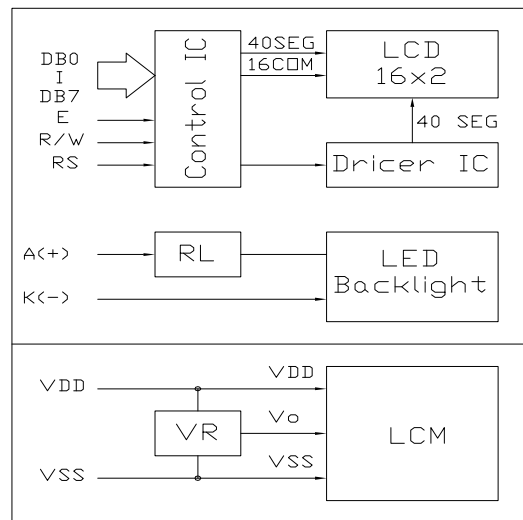 DB0
I
DB7
E
R/W
RS
Control IC
40SEG
16COM
LCD
16x2
40 SEG
Dricer IC
A(+)
RL
LED
Backlight
K(-)
VDD
VDD
VR
Vo
LCM
VSS
VSS